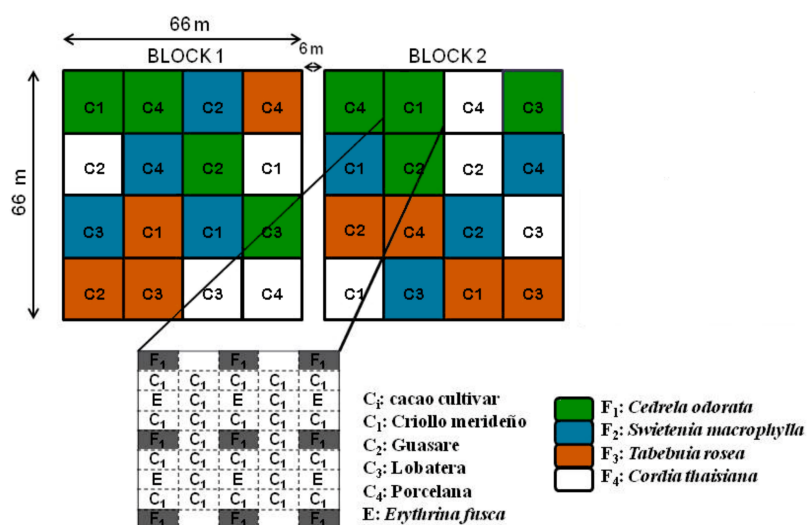 66 m
BLOCK 1
6 m
BLOCK 2
66 m
C1 C4 C2 C4
C4 C1 C4 C3
C2 C4 C2 C1
C1 C2 C2 C4
C3 C1 C1 C3
C2 C4 C2 C3
C2 C3 C3 C4
C1 C3 C1 C3
F₁ F₁ F₁
C₁ C₁ C₁ C₁ C₁
E C₁ E C₁ E
C₁ C₁ C₁ C₁ C₁
F₁ C₁ F₁ C₁ F₁
C₁ C₁ C₁ C₁ C₁
E C₁ E C₁ E
C₁ C₁ C₁ C₁ C₁
F₁ F₁ F₁
Cᵢ: cacao cultivar
C₁: Criollo merideño
C₂: Guasare
C₃: Lobatera
C₄: Porcelana
E: Erythrina fusca
F₁: Cedrela odorata
F₂: Swietenia macrophylla
F₃: Tabebuia rosea
F₄: Cordia thaisiana